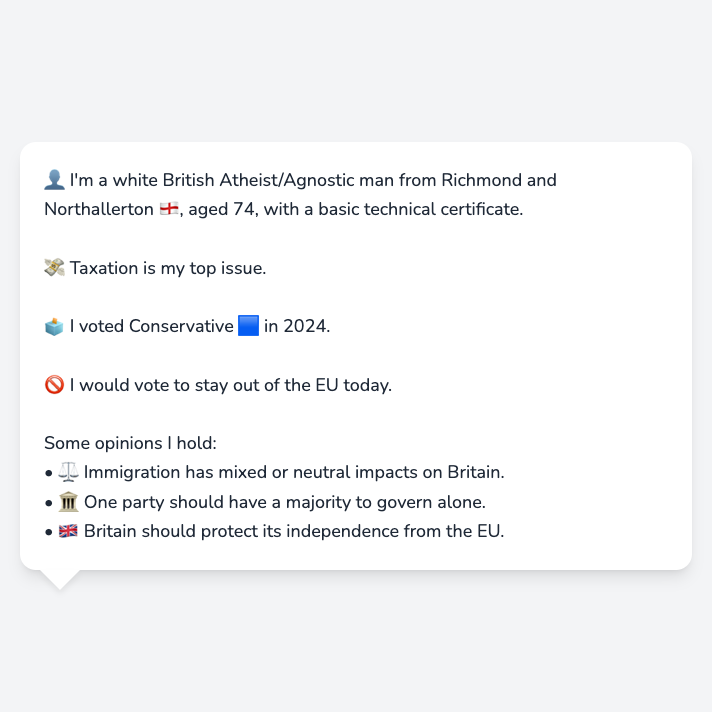 👤 I'm a white British Atheist/Agnostic man from Richmond and
Northallerton 🏴󠁧󠁢󠁥󠁮󠁧󠁿, aged 74, with a basic technical certificate.
💸 Taxation is my top issue.
🗳️ I voted Conservative 🟦 in 2024.
🚫 I would vote to stay out of the EU today.
Some opinions I hold:
• ⚖️ Immigration has mixed or neutral impacts on Britain.
• 🏛️ One party should have a majority to govern alone.
• 🇬🇧 Britain should protect its independence from the EU.